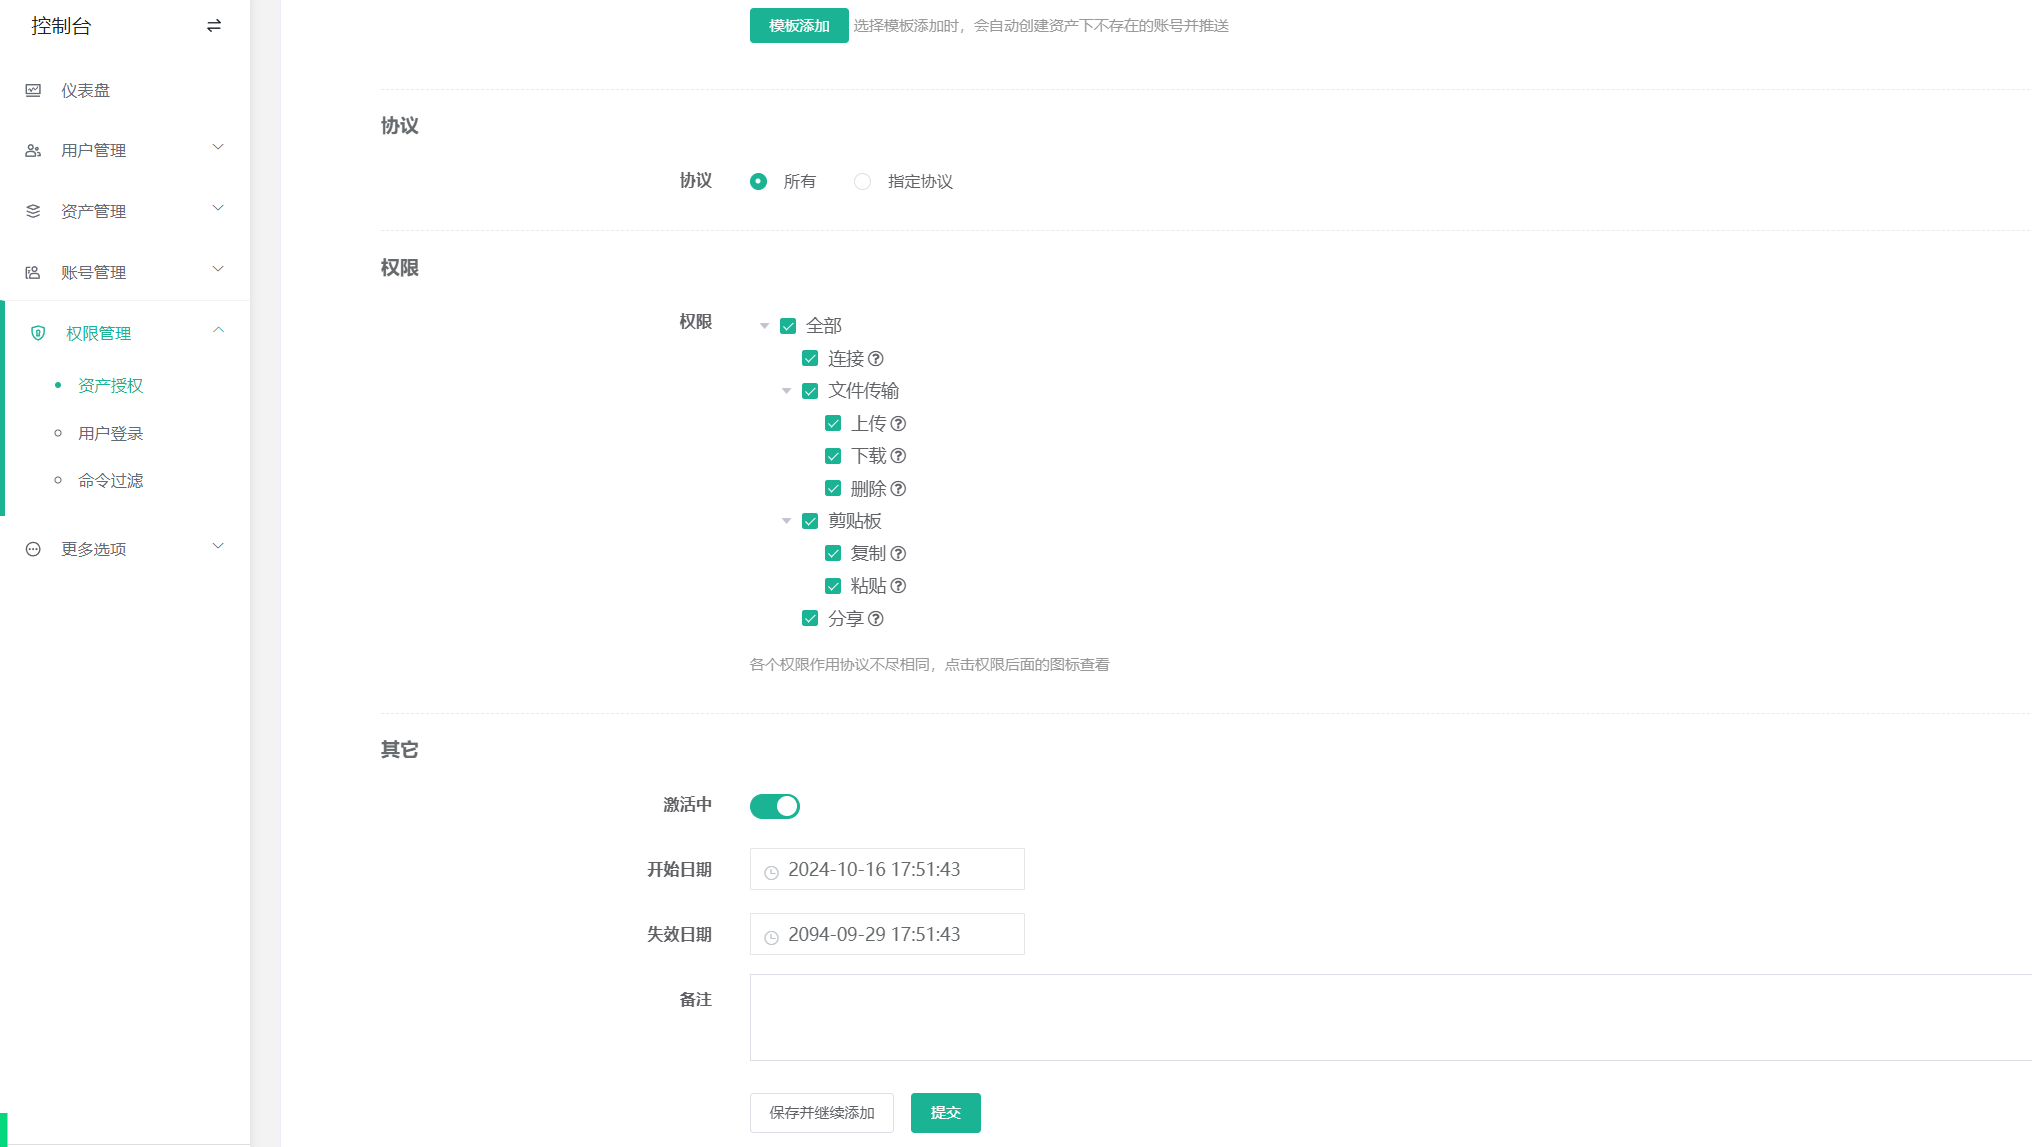 控制台
仪表盘
用户管理
资产管理
账号管理
权限管理
资产授权
用户登录
命令过滤
更多选项
模板添加 选择模板添加时，会自动创建资产下不存在的账号并推送
协议
协议 所有 指定协议
权限
权限 全部
连接
文件传输
上传
下载
删除
剪贴板
复制
粘贴
分享
各个权限作用协议不尽相同，点击权限后面的图标查看
其它
激活中
开始日期 2024-10-16 17:51:43
失效日期 2094-09-29 17:51:43
备注
保存并继续添加 提交